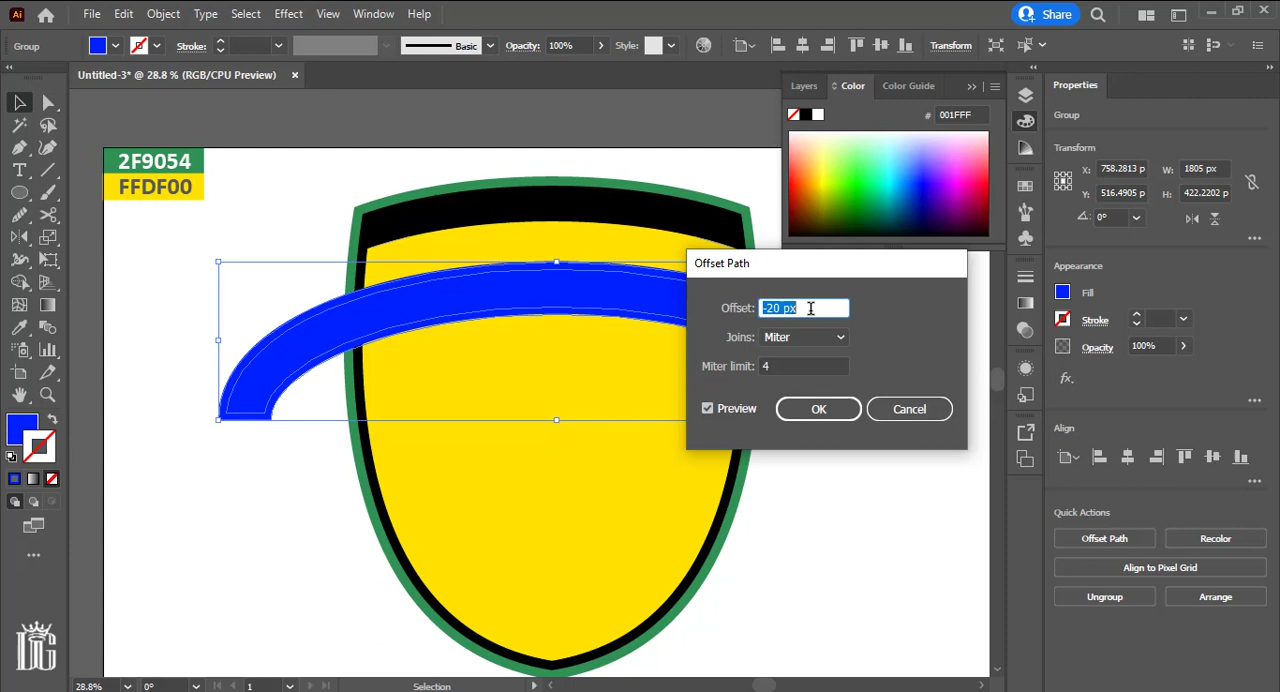 Ai
File Edit Object Type Select Effect View Window Help
Share
Group
Stroke:
Basic
Opacity: 100%
Style:
Transform
Untitled-3* @ 28.8 % (RGB/CPU Preview) ×
Layers
Color
Color Guide
Properties
# 001FFF
Group
Transform
X: 758.2813 p
W: 1805 px
Y: 516.4905 p
H: 422.2202 p
0°
2F9054
FFDF00
Offset Path
Offset: -20 px
Joins: Miter
Miter limit: 4
Preview
OK
Cancel
Appearance
Fill
Stroke
Opacity 100%
fx.
Align
Quick Actions
Offset Path
Recolor
Align to Pixel Grid
Ungroup
Arrange
DG
28.8%
0°
1
Selection